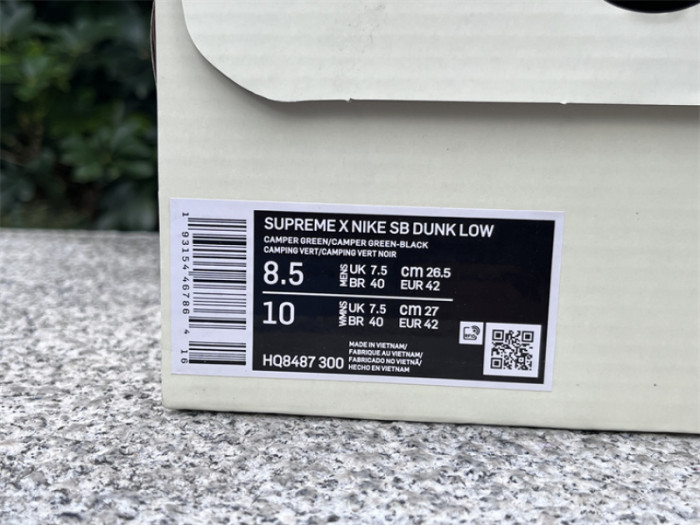 SUPREME X NIKE SB DUNK LOW
CAMPER GREEN/CAMPER GREEN-BLACK
CAMPING VERT/CAMPING VERT NOIR
8.5 MENS UK 7.5 cm 26.5
BR 40 EUR 42
10 WMNS UK 7.5 cm 27
BR 40 EUR 42
HQ8487 300
MADE IN VIETNAM/
FABRIQUE AU VIETNAM/
FABRICADO NO VIETNÃ/
HECHO EN VIETNAM
1 93154 46786 4 16